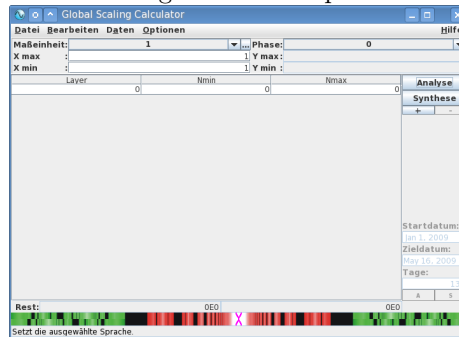 Global Scaling Calculator
Datei Bearbeiten Daten Optionen Hilfe
Maßeinheit: 1 ... Phase: 0
X max : 1 Y max:
X min : 1 Y min :
Layer Nmin Nmax
0 0 0
Analyse
Synthese
+ -
Startdatum:
Jan 1, 2009
Zieldatum:
May 16, 2009
Tage:
A S
Rest: 0E0 0E0
Setzt die ausgewählte Sprache.